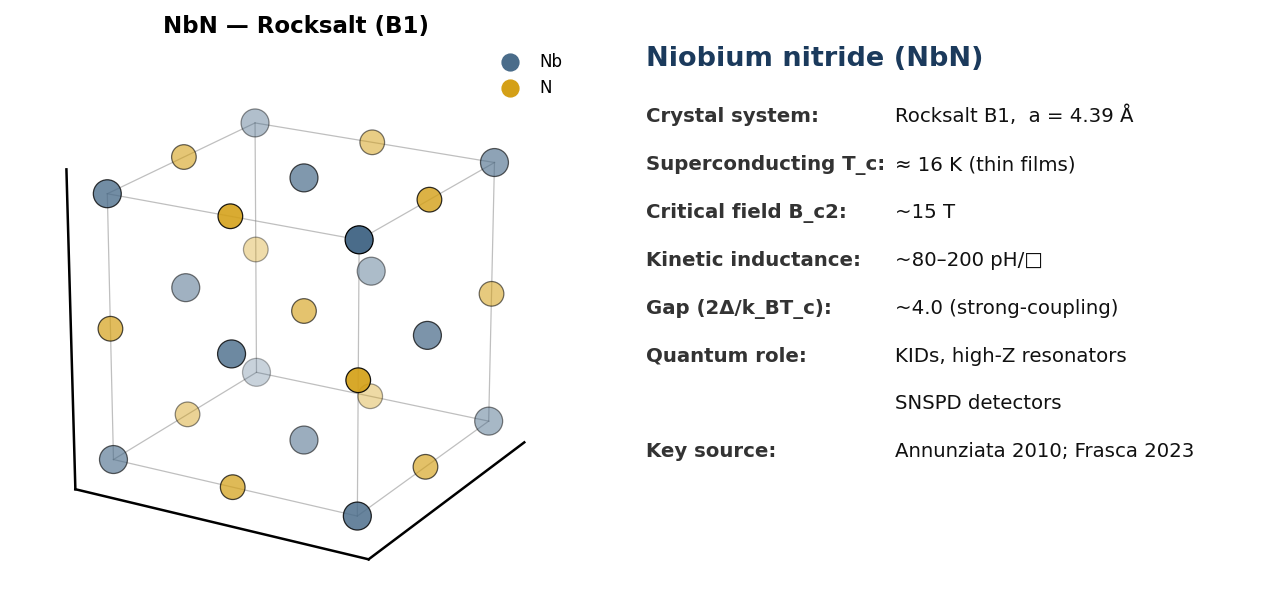 NbN — Rocksalt (B1)
Nb
N
Niobium nitride (NbN)
Crystal system: Rocksalt B1,  a = 4.39 Å
Superconducting T_c: ≈ 16 K (thin films)
Critical field B_c2: ~15 T
Kinetic inductance: ~80–200 pH/□
Gap (2Δ/k_BT_c): ~4.0 (strong-coupling)
Quantum role: KIDs, high-Z resonators
SNSPD detectors
Key source: Annunziata 2010; Frasca 2023